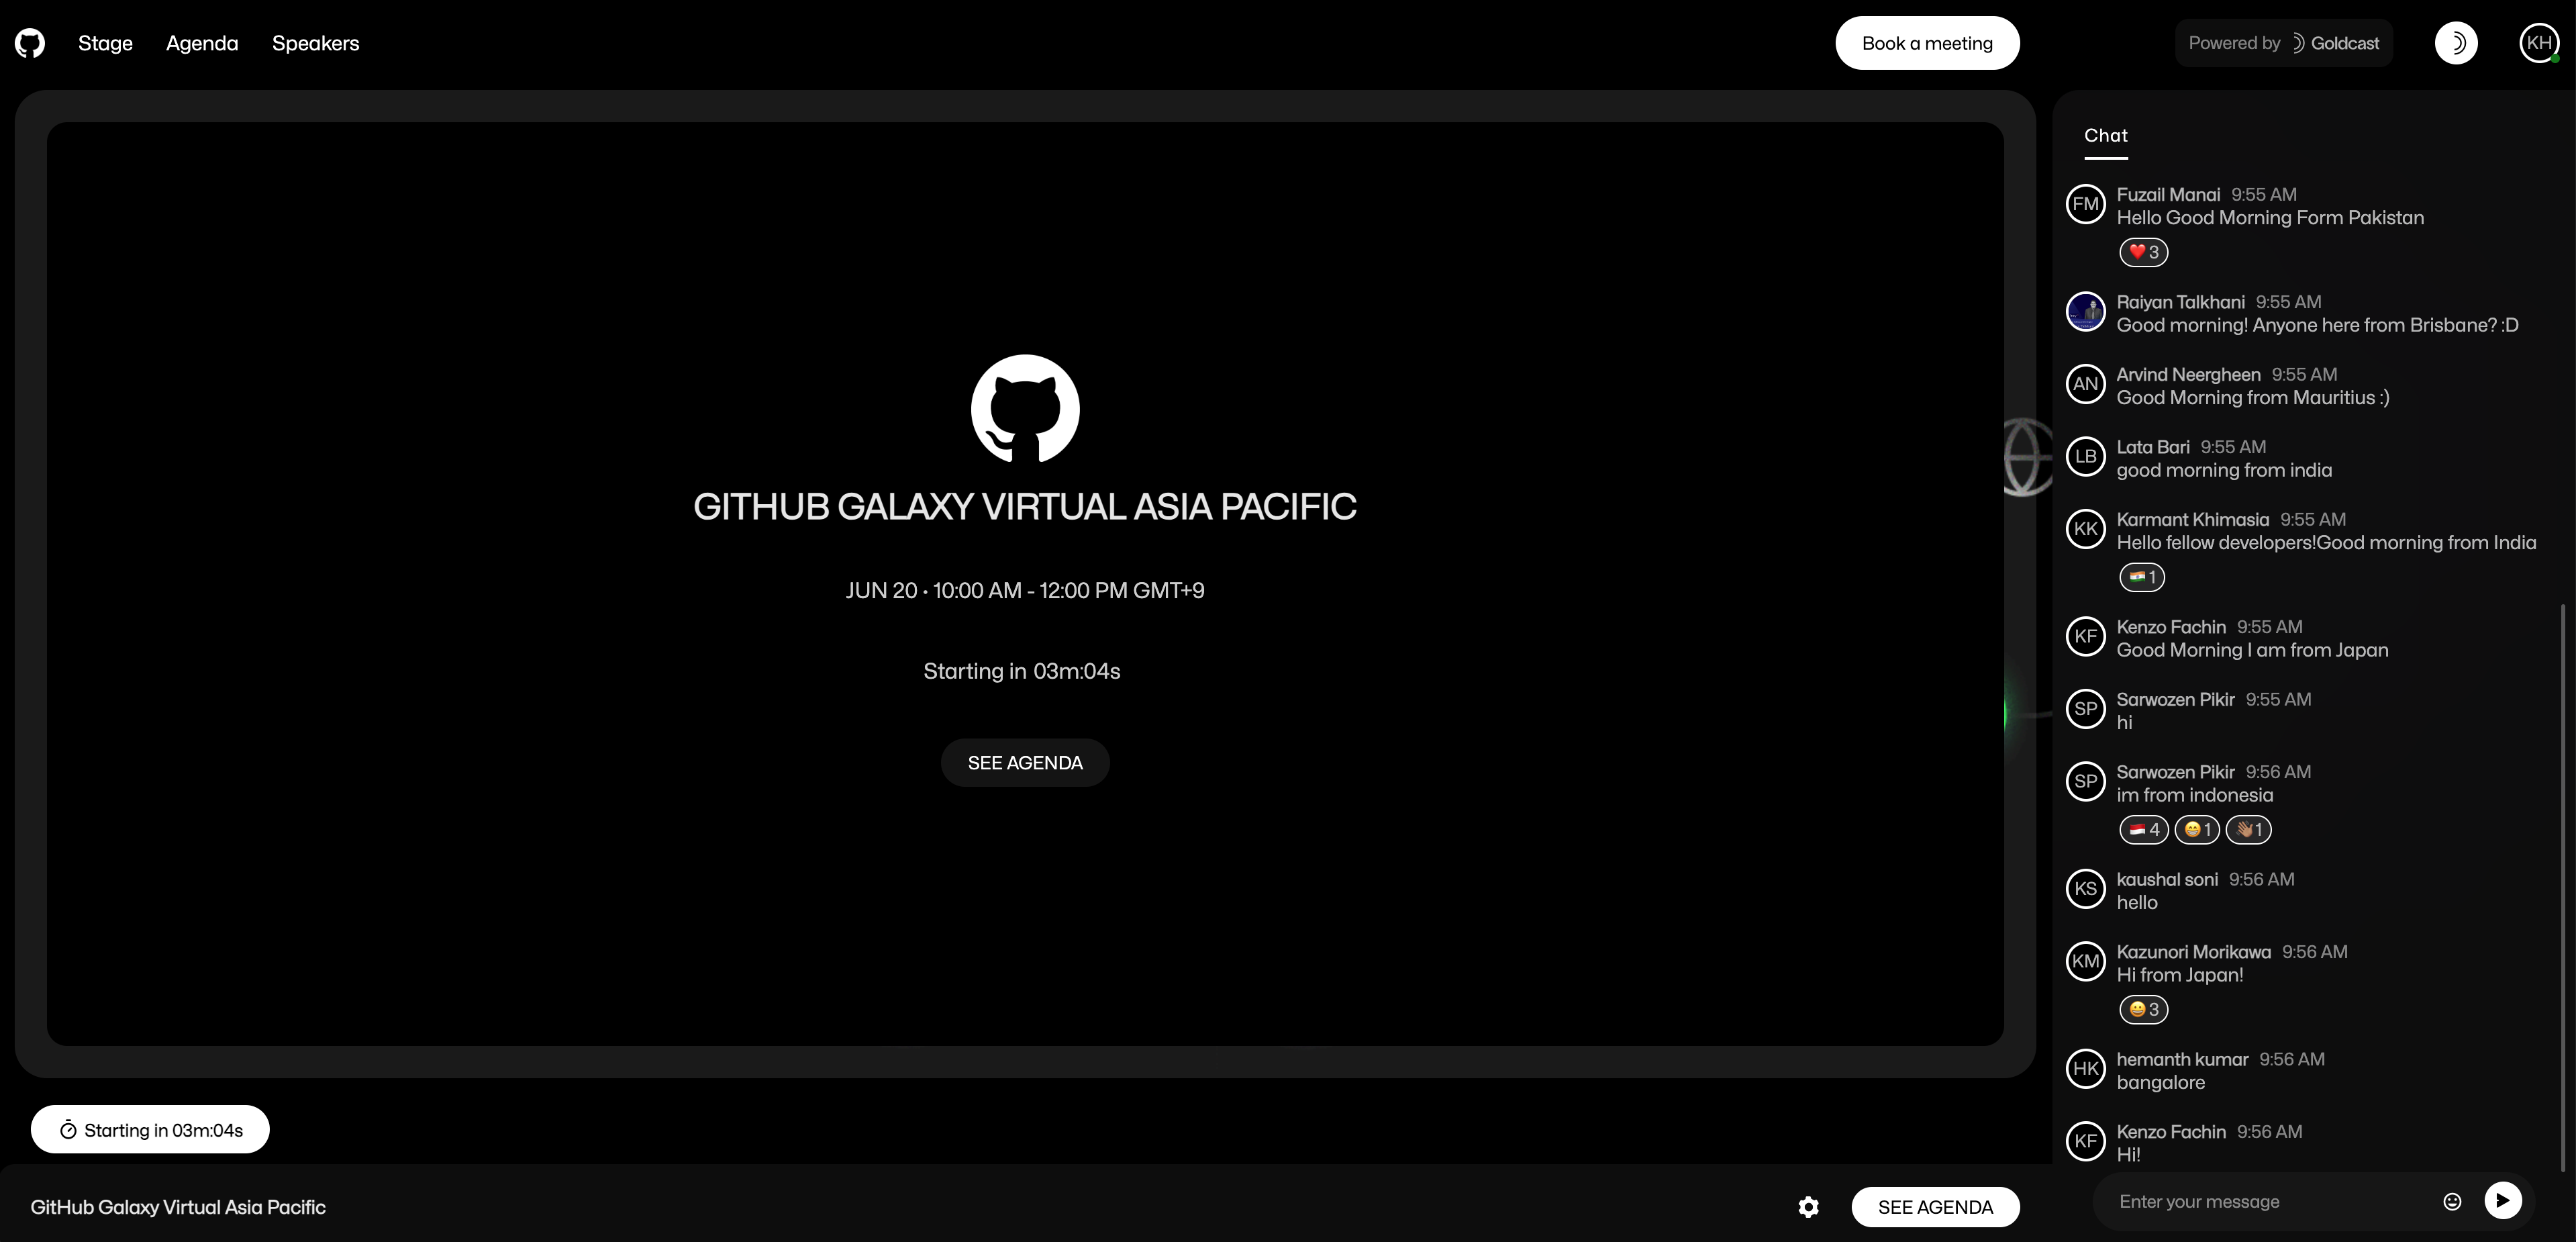 Stage Agenda Speakers
Book a meeting
Powered by Goldcast
KH
GITHUB GALAXY VIRTUAL ASIA PACIFIC
JUN 20 • 10:00 AM - 12:00 PM GMT+9
Starting in 03m:04s
SEE AGENDA
Starting in 03m:04s
GitHub Galaxy Virtual Asia Pacific
SEE AGENDA
Chat
FM
Fuzail Manai 9:55 AM
Hello Good Morning Form Pakistan
❤️ 3
Raiyan Talkhani 9:55 AM
Good morning! Anyone here from Brisbane? :D
AN
Arvind Neergheen 9:55 AM
Good Morning from Mauritius :)
LB
Lata Bari 9:55 AM
good morning from india
KK
Karmant Khimasia 9:55 AM
Hello fellow developers!Good morning from India
🇮🇳 1
KF
Kenzo Fachin 9:55 AM
Good Morning I am from Japan
SP
Sarwozen Pikir 9:55 AM
hi
SP
Sarwozen Pikir 9:56 AM
im from indonesia
🇮🇩 4 😁 1 👋🏽 1
KS
kaushal soni 9:56 AM
hello
KM
Kazunori Morikawa 9:56 AM
Hi from Japan!
😄 3
HK
hemanth kumar 9:56 AM
bangalore
KF
Kenzo Fachin 9:56 AM
Hi!
Enter your message